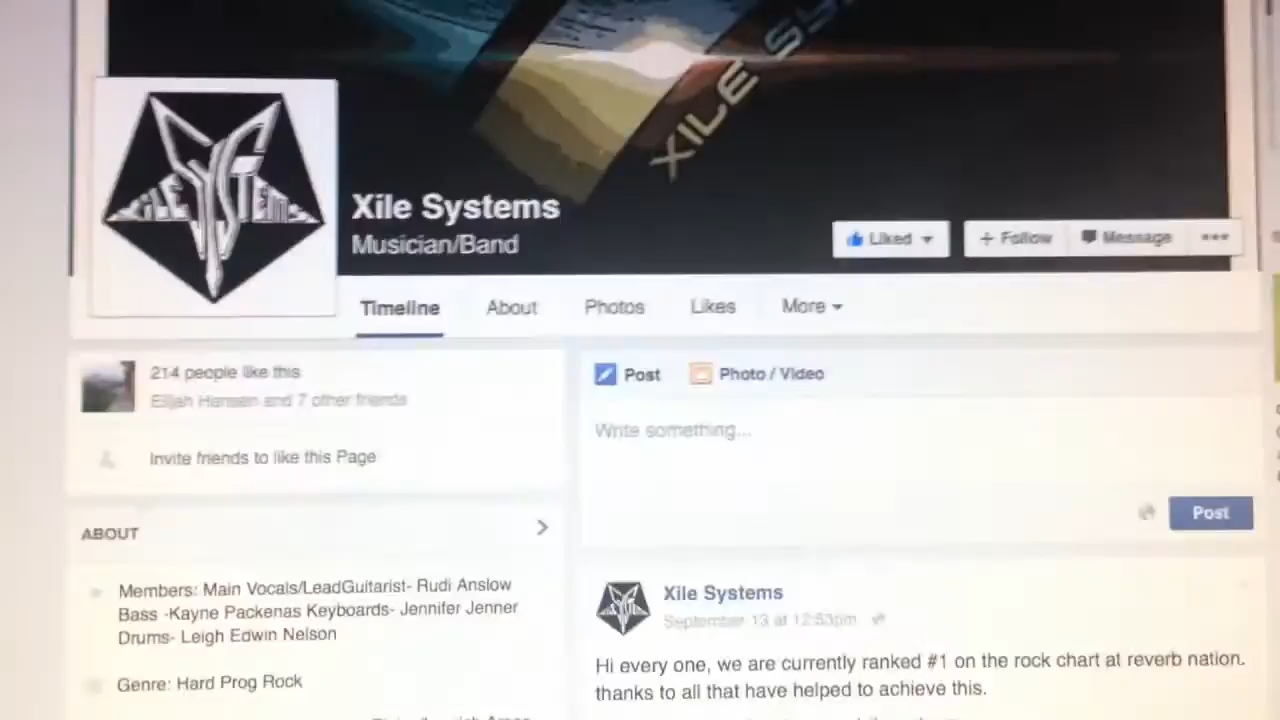 XILE SY
XILE SYSTEMS
Xile Systems
Musician/Band
Liked
+ Follow
Message
Timeline
About
Photos
Likes
More
214 people like this
Elijah Hansen and 7 other friends
Invite friends to like this Page
Post
Photo / Video
Write something...
Post
ABOUT
Members: Main Vocals/LeadGuitarist- Rudi Anslow
Bass -Kayne Packenas Keyboards- Jennifer Jenner
Drums- Leigh Edwin Nelson
Genre: Hard Prog Rock
Xile Systems
September 13 at 12:53pm
Hi every one, we are currently ranked #1 on the rock chart at reverb nation.
thanks to all that have helped to achieve this.